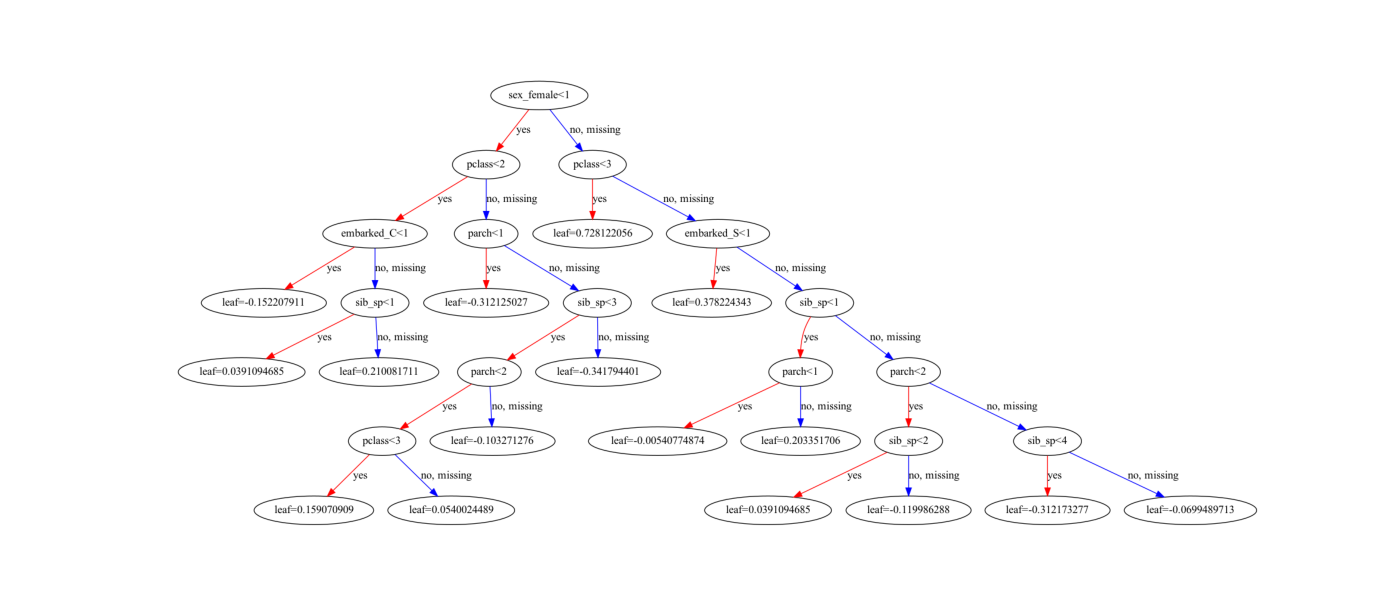 sex_female<1
yes
no, missing
pclass<2
pclass<3
yes
no, missing
yes
no, missing
embarked_C<1
parch<1
leaf=0.728122056
embarked_S<1
yes
no, missing
yes
no, missing
yes
no, missing
leaf=-0.152207911
sib_sp<1
leaf=-0.312125027
sib_sp<3
leaf=0.378224343
sib_sp<1
yes
no, missing
yes
no, missing
yes
no, missing
leaf=0.0391094685
leaf=0.210081711
parch<2
leaf=-0.341794401
parch<1
parch<2
yes
no, missing
yes
no, missing
yes
no, missing
pclass<3
leaf=-0.103271276
leaf=-0.00540774874
leaf=0.203351706
sib_sp<2
sib_sp<4
yes
no, missing
yes
no, missing
yes
no, missing
leaf=0.159070909
leaf=0.0540024489
leaf=0.0391094685
leaf=-0.119986288
leaf=-0.312173277
leaf=-0.0699489713